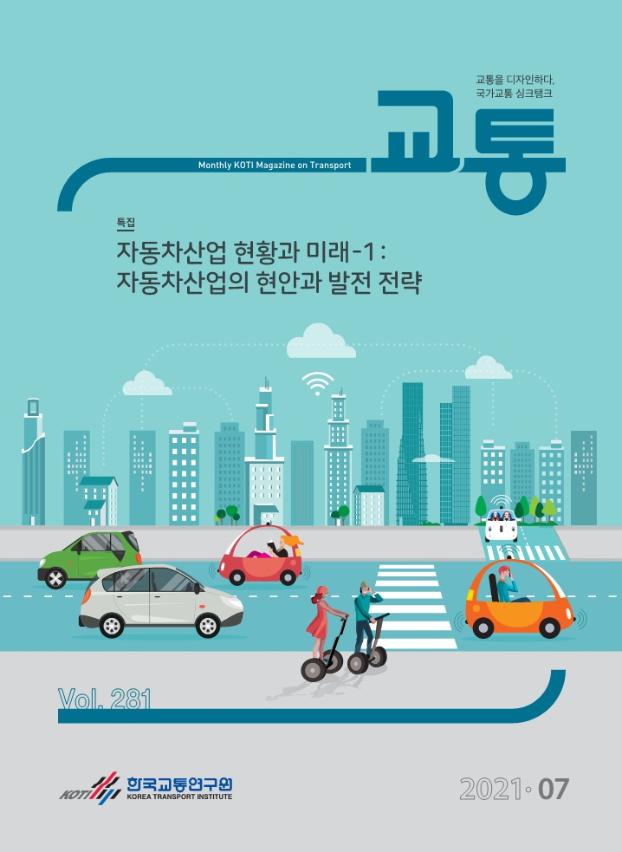 교통을 디자인하다,
국가교통 싱크탱크
교통
Monthly KOTI Magazine on Transport
특집
자동차산업 현황과 미래-1:
자동차산업의 현안과 발전 전략
Vol. 281
KOTI 한국교통연구원
KOREA TRANSPORT INSTITUTE
2021·07